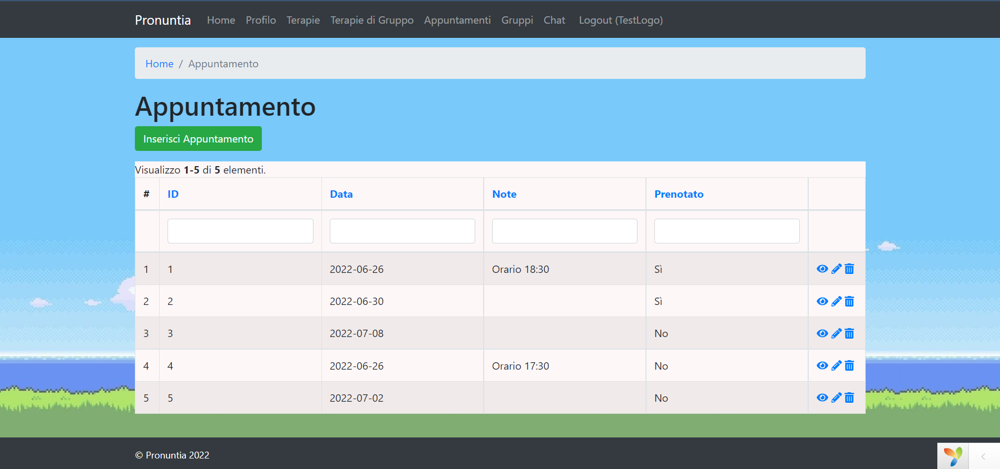 Pronuntia Home Profilo Terapie Terapie di Gruppo Appuntamenti Gruppi Chat Logout (TestLogo)
Home / Appuntamento
Appuntamento
Inserisci Appuntamento
Visualizzo 1-5 di 5 elementi.
# ID Data Note Prenotato
1 1 2022-06-26 Orario 18:30 Sì
2 2 2022-06-30 Sì
3 3 2022-07-08 No
4 4 2022-06-26 Orario 17:30 No
5 5 2022-07-02 No
© Pronuntia 2022